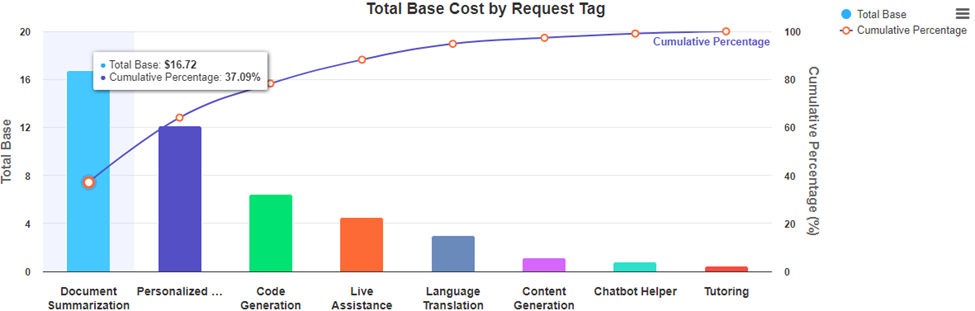 Total Base Cost by Request Tag
Total Base
Cumulative Percentage
20
16
12
8
4
0
Total Base
• Total Base: $16.72
• Cumulative Percentage: 37.09%
Cumulative Percentage
100
80
60
40
20
0
Cumulative Percentage (%)
Document
Summarization
Personalized ...
Code
Generation
Live
Assistance
Language
Translation
Content
Generation
Chatbot Helper
Tutoring